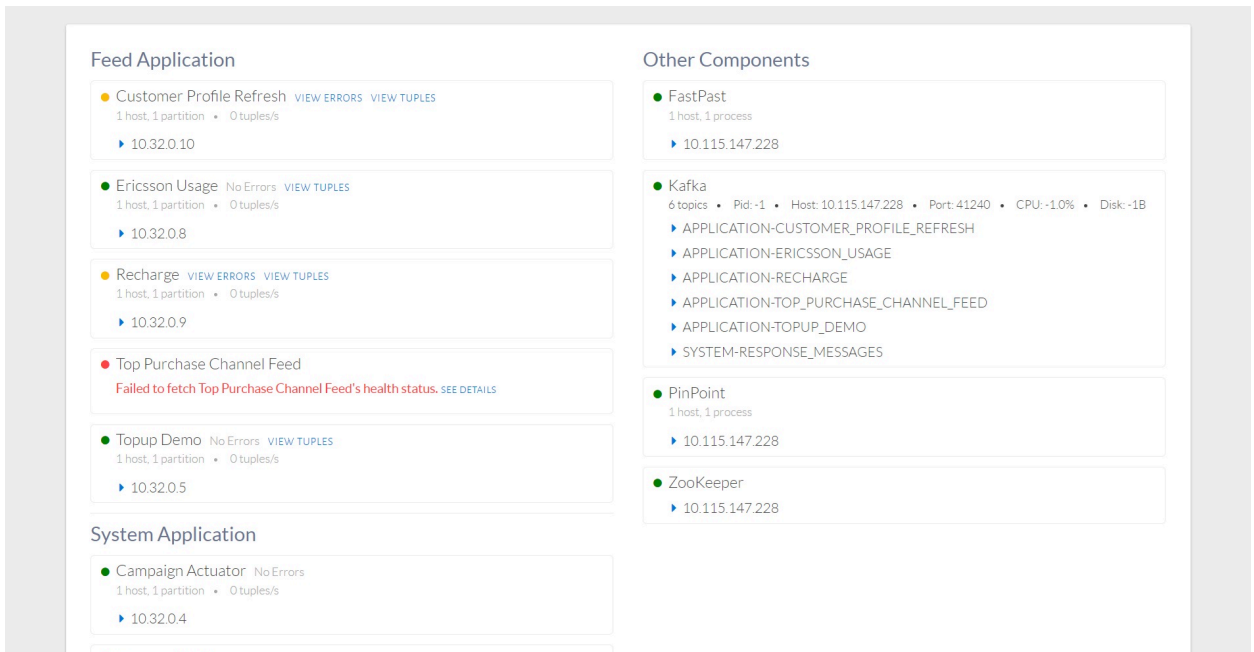 Feed Application
Customer Profile Refresh VIEW ERRORS VIEW TUPLES
1 host, 1 partition • 0 tuples/s
10.32.0.10
Ericsson Usage No Errors VIEW TUPLES
1 host, 1 partition • 0 tuples/s
10.32.0.8
Recharge VIEW ERRORS VIEW TUPLES
1 host, 1 partition • 0 tuples/s
10.32.0.9
Top Purchase Channel Feed
Failed to fetch Top Purchase Channel Feed's health status. SEE DETAILS
Topup Demo No Errors VIEW TUPLES
1 host, 1 partition • 0 tuples/s
10.32.0.5
System Application
Campaign Actuator No Errors
1 host, 1 partition • 0 tuples/s
10.32.0.4
Other Components
FastPast
1 host, 1 process
10.115.147.228
Kafka
6 topics • Pid: -1 • Host: 10.115.147.228 • Port: 41240 • CPU: -1.0% • Disk: -1B
APPLICATION-CUSTOMER_PROFILE_REFRESH
APPLICATION-ERICSSON_USAGE
APPLICATION-RECHARGE
APPLICATION-TOP_PURCHASE_CHANNEL_FEED
APPLICATION-TOPUP_DEMO
SYSTEM-RESPONSE_MESSAGES
PinPoint
1 host, 1 process
10.115.147.228
ZooKeeper
10.115.147.228